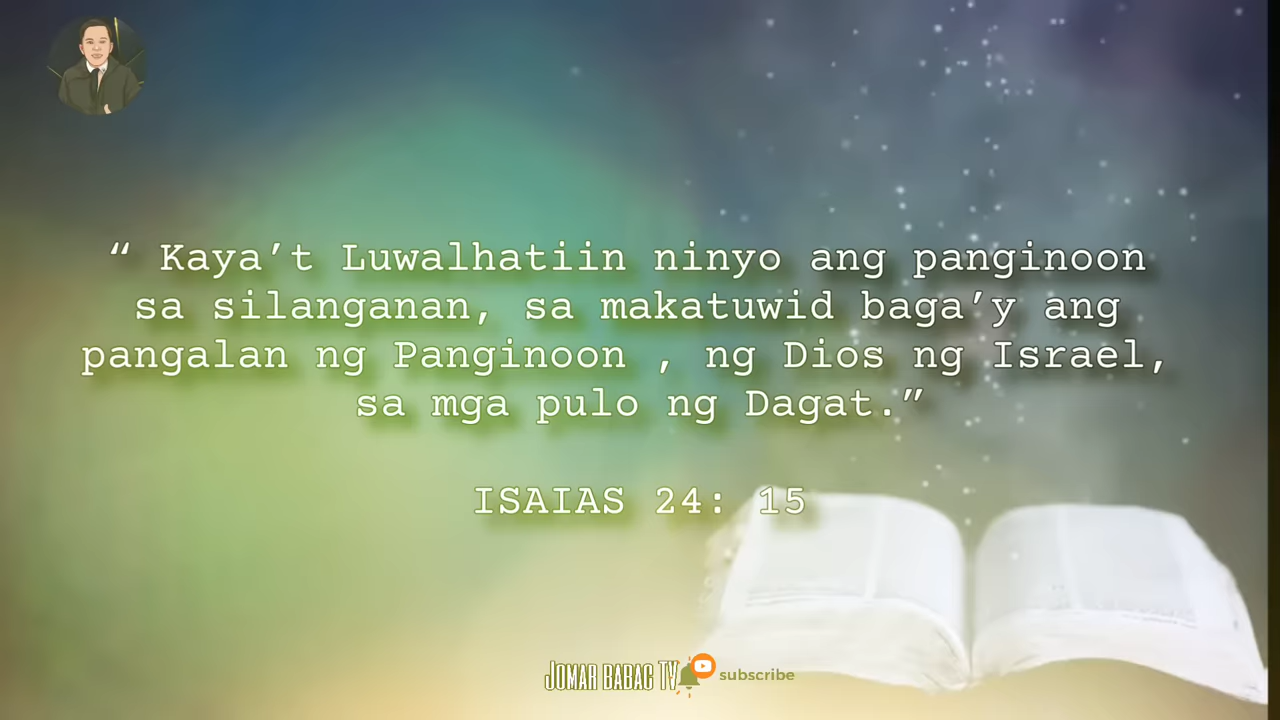 “ Kaya’t Luwalhatiin ninyo ang panginoon
sa silanganan, sa makatuwid baga’y ang
pangalan ng Panginoon , ng Dios ng Israel,
sa mga pulo ng Dagat.”
ISAIAS 24: 15
JOMAR BABAC TV subscribe